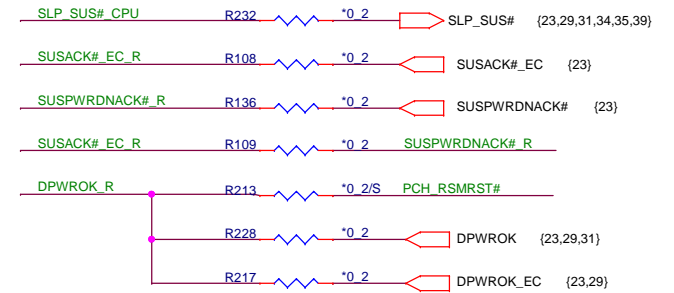 SLP_SUS#_CPU R232 *0_2 SLP_SUS# {23,29,31,34,35,39}
SUSACK#_EC_R R108 *0_2 SUSACK#_EC {23}
SUSPWRDNACK#_R R136 *0_2 SUSPWRDNACK# {23}
SUSACK#_EC_R R109 *0_2 SUSPWRDNACK#_R
DPWROK_R R213 *0_2/S PCH_RSMRST#
R228 *0_2 DPWROK {23,29,31}
R217 *0_2 DPWROK_EC {23,29}